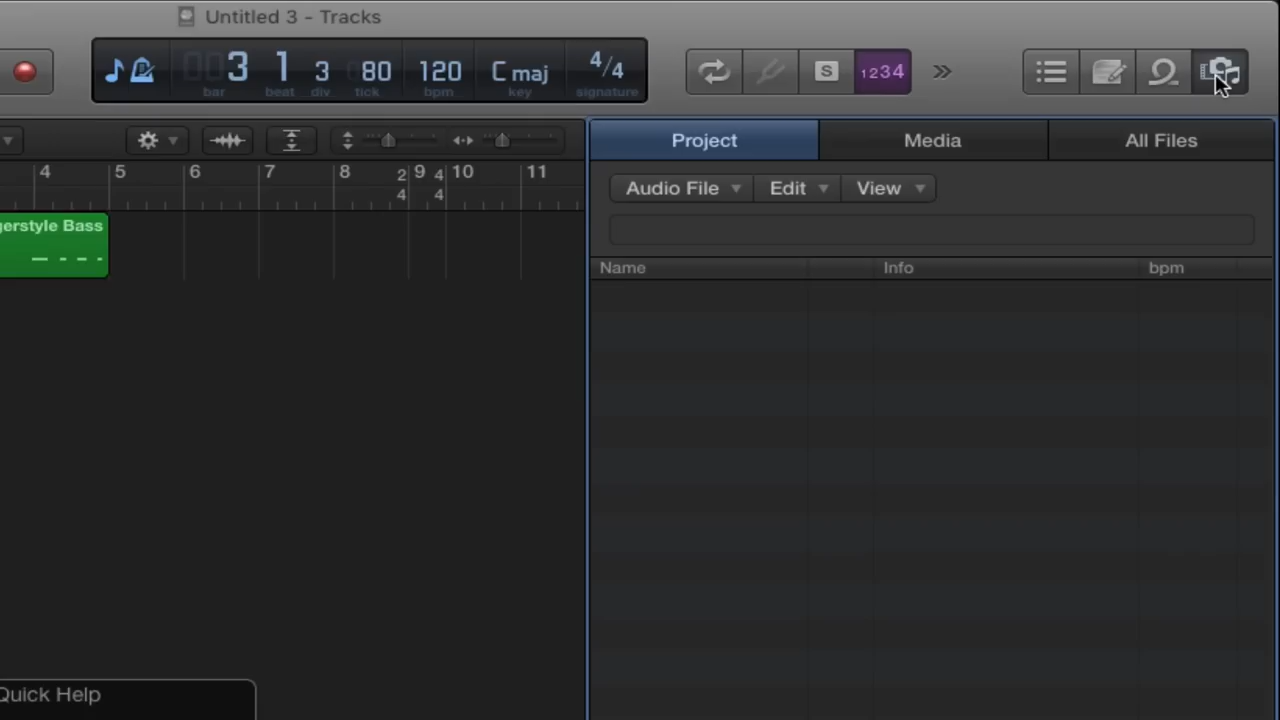 Untitled 3 - Tracks
3 1 3 80 120 C maj 4/4
bar beat div tick bpm key signature
S 1234
Project Media All Files
4 5 6 7 8 2/4 9 4/4 10 11
Audio File Edit View
gerstyle Bass
Name Info bpm
Quick Help